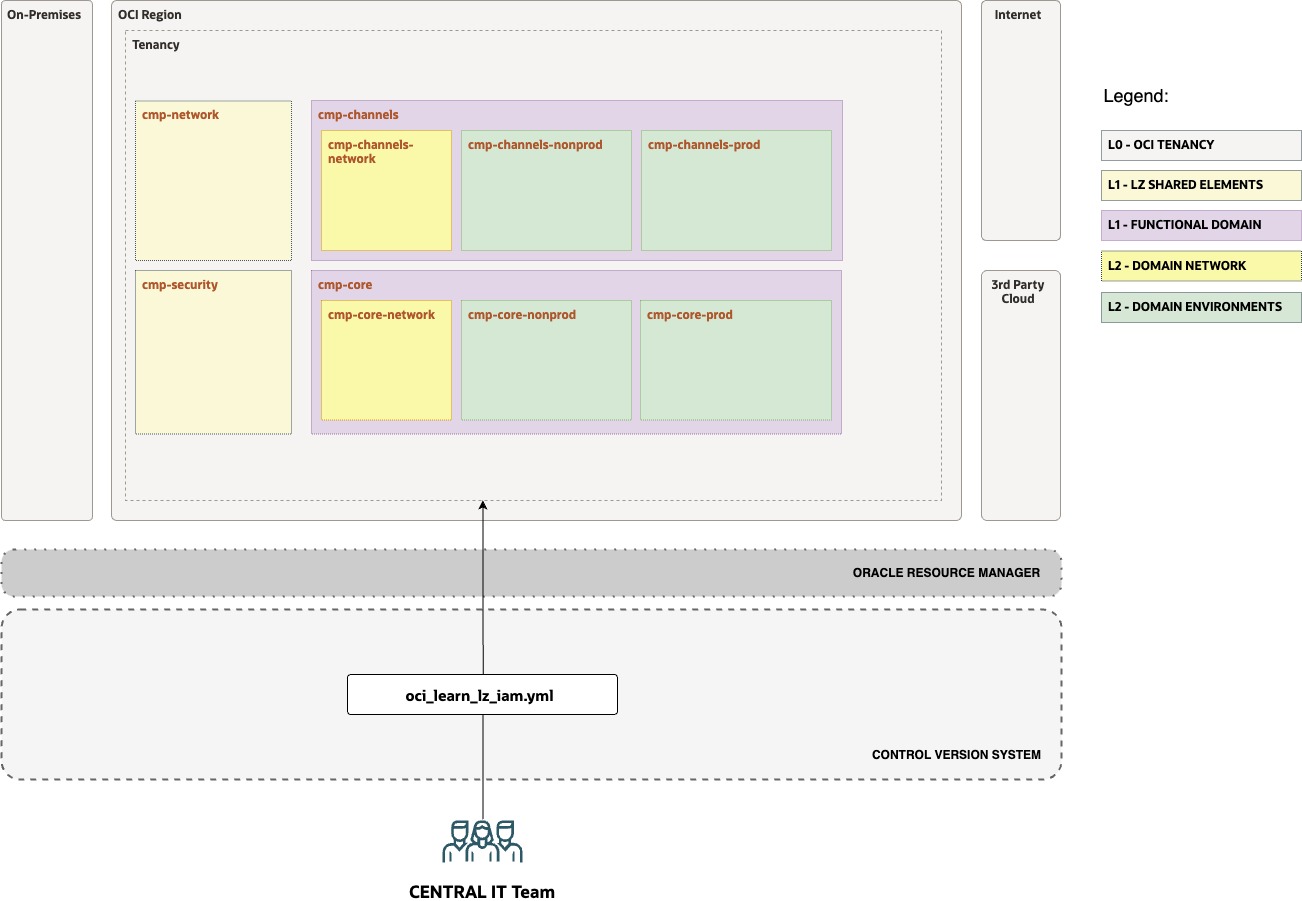 On-Premises
OCI Region
Internet
Tenancy
Legend:
cmp-network
cmp-channels
cmp-channels-
network
cmp-channels-nonprod
cmp-channels-prod
L0 - OCI TENANCY
L1 - LZ SHARED ELEMENTS
L1 - FUNCTIONAL DOMAIN
L2 - DOMAIN NETWORK
L2 - DOMAIN ENVIRONMENTS
cmp-security
cmp-core
cmp-core-network
cmp-core-nonprod
cmp-core-prod
3rd Party
Cloud
ORACLE RESOURCE MANAGER
oci_learn_lz_iam.yml
CONTROL VERSION SYSTEM
CENTRAL IT Team